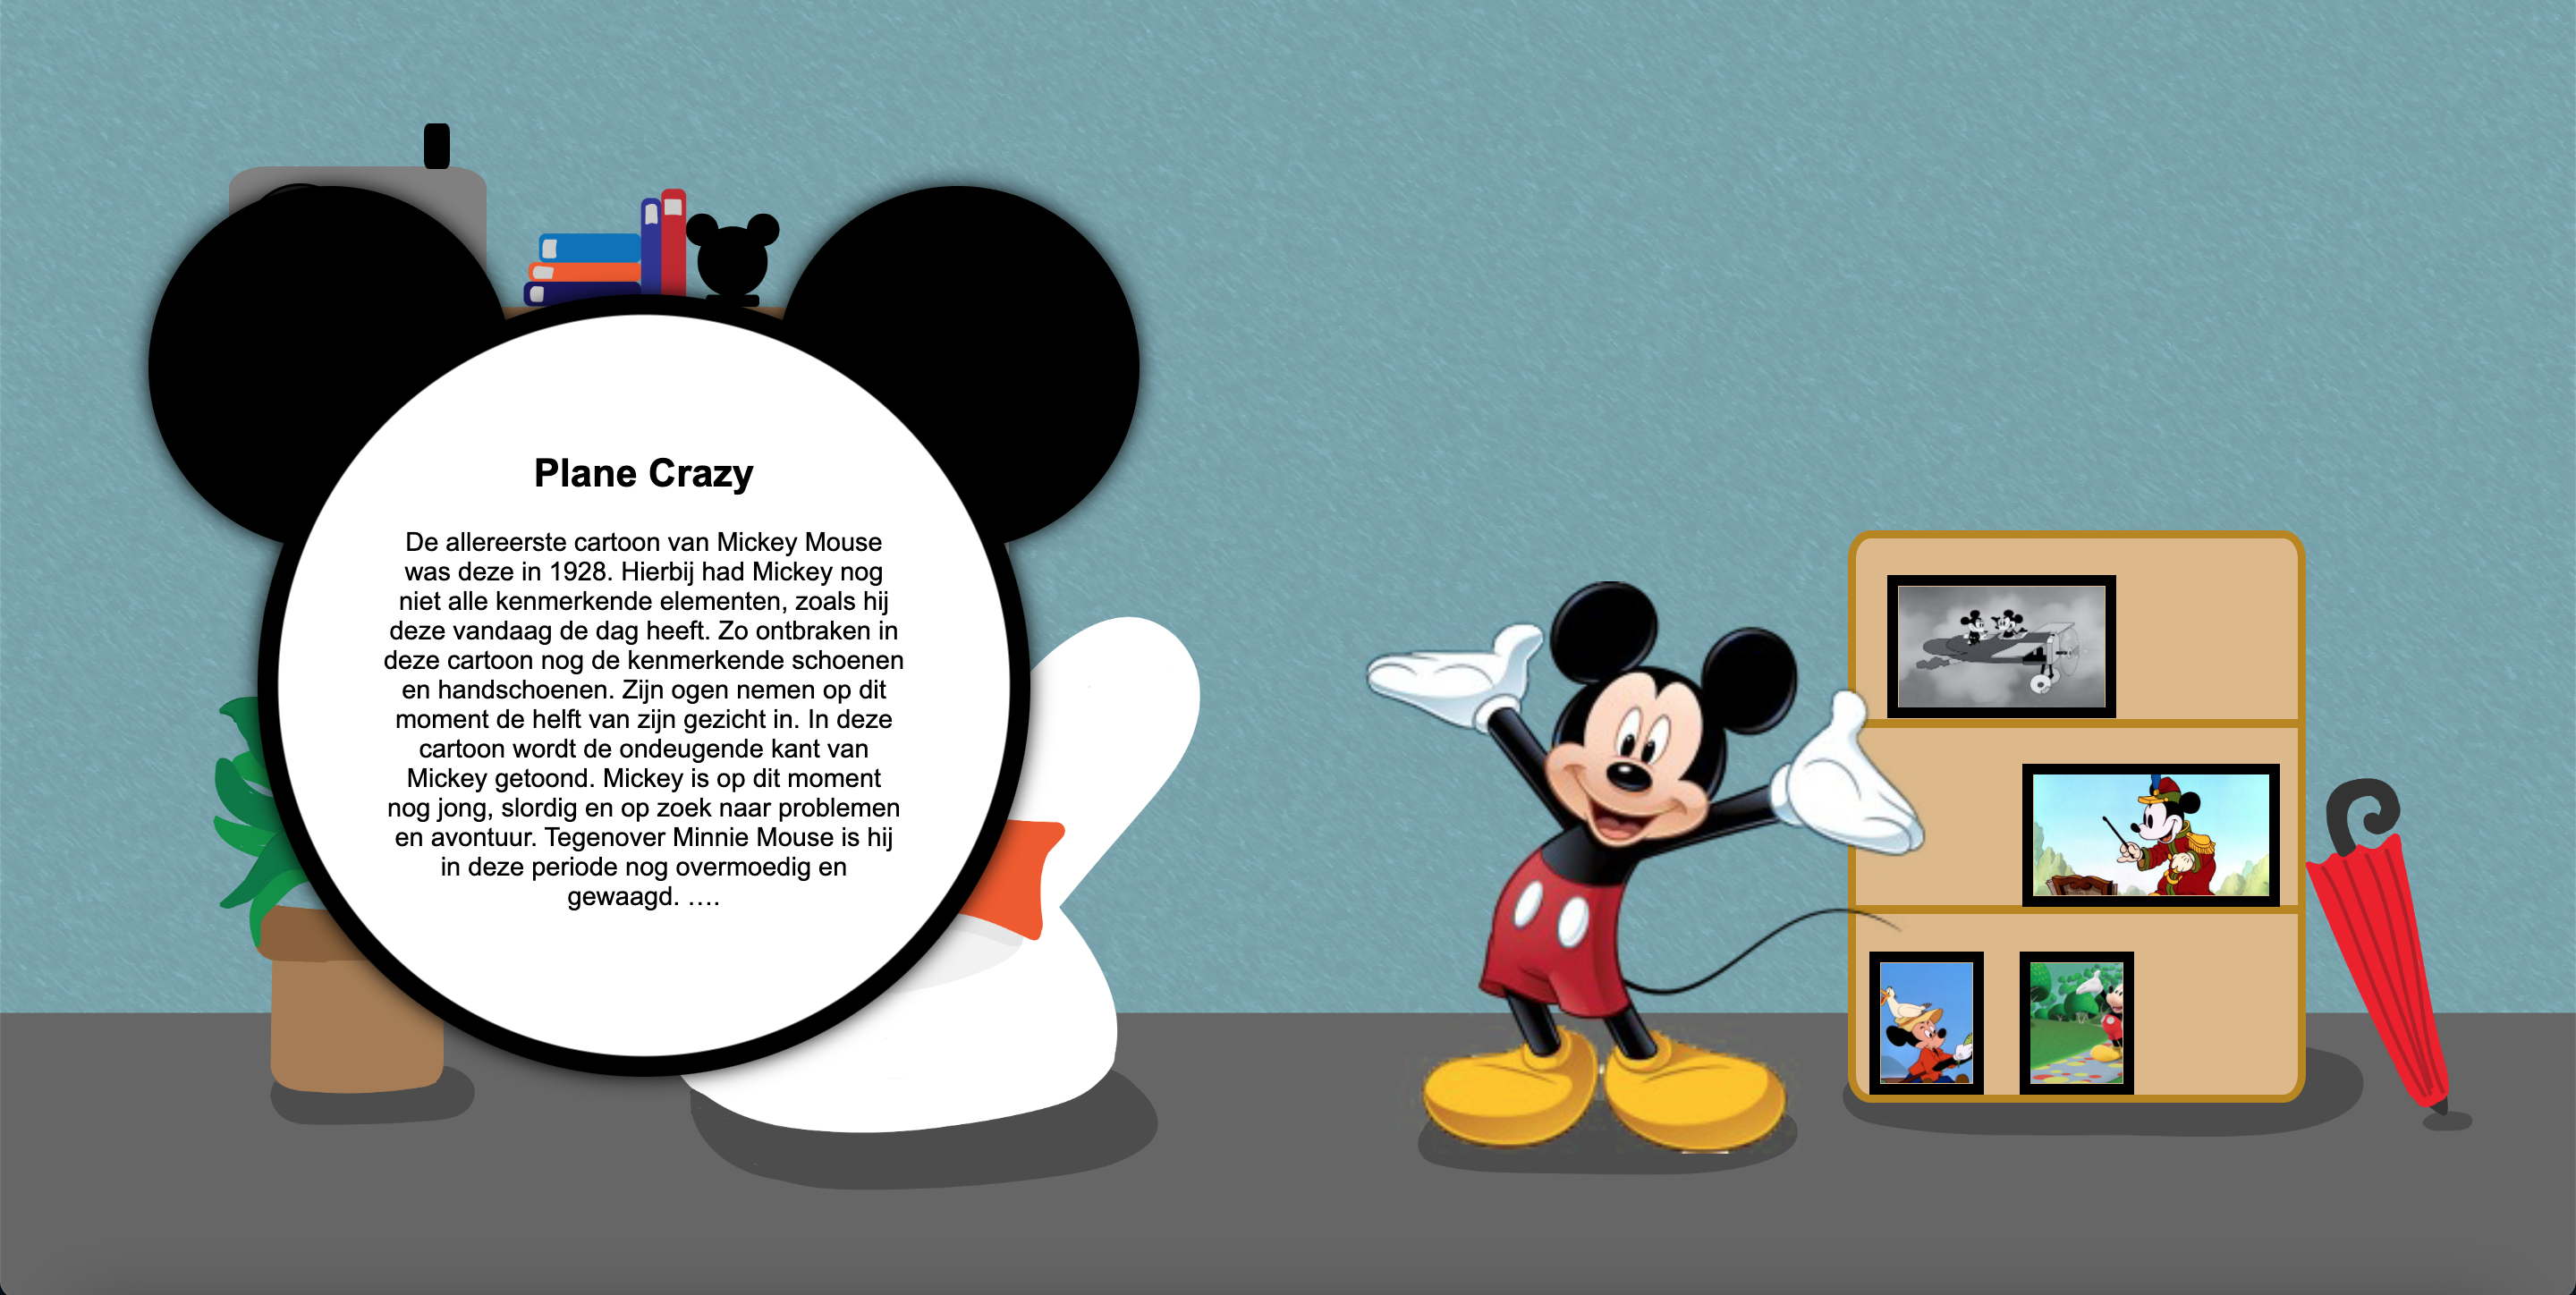 Plane Crazy
De allereerste cartoon van Mickey Mouse
was deze in 1928. Hierbij had Mickey nog
niet alle kenmerkende elementen, zoals hij
deze vandaag de dag heeft. Zo ontbraken in
deze cartoon nog de kenmerkende schoenen
en handschoenen. Zijn ogen nemen op dit
moment de helft van zijn gezicht in. In deze
cartoon wordt de ondeugende kant van
Mickey getoond. Mickey is op dit moment
nog jong, slordig en op zoek naar problemen
en avontuur. Tegenover Minnie Mouse is hij
in deze periode nog overmoedig en
gewaagd. ....